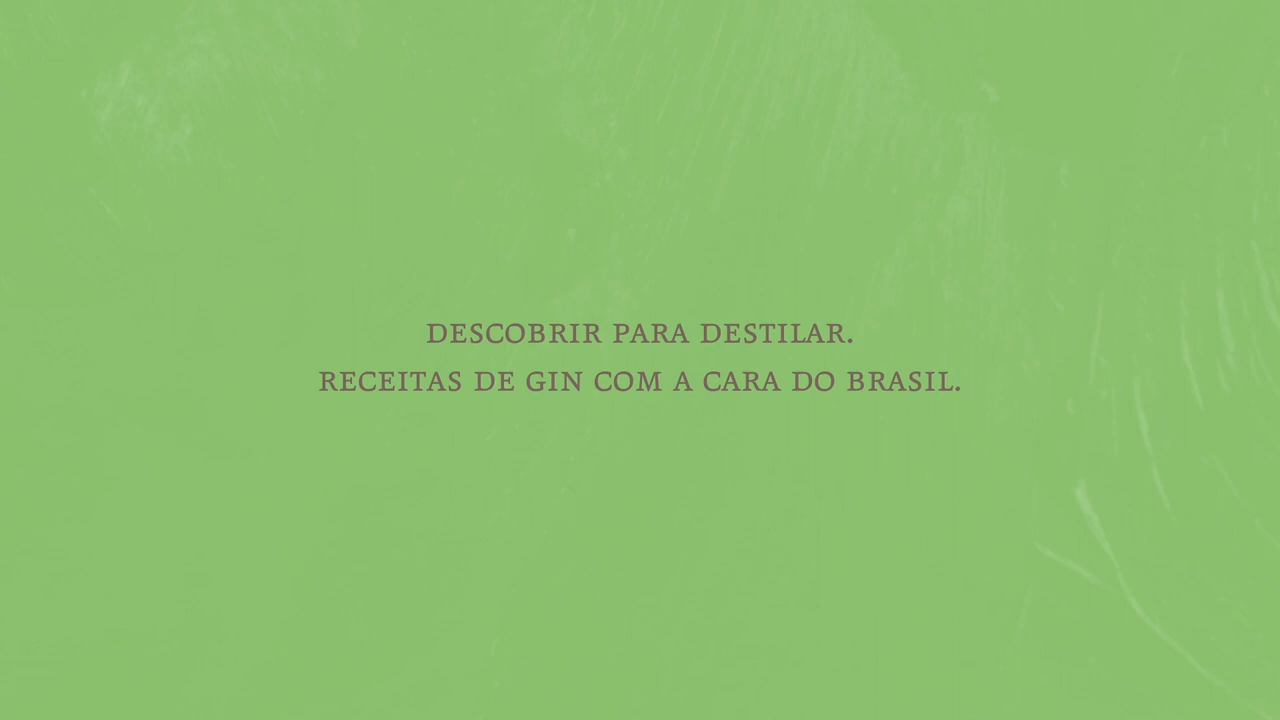 DESCOBRIR PARA DESTILAR.
RECEITAS DE GIN COM A CARA DO BRASIL.